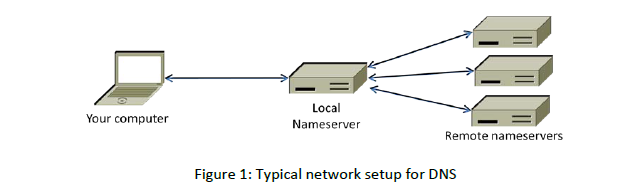 Your computer
Local
Nameserver
Remote nameservers
Figure 1: Typical network setup for DNS